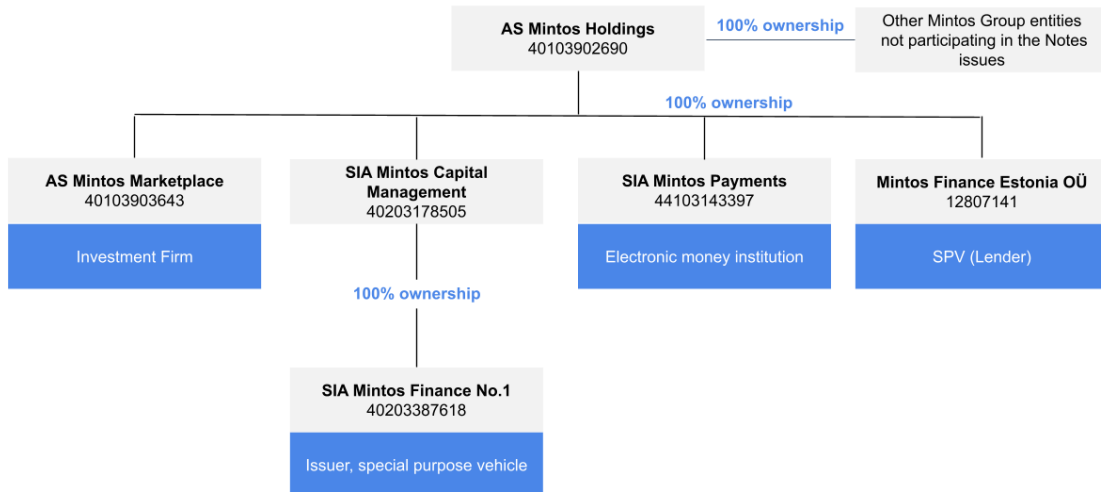 AS Mintos Holdings
40103902690
100% ownership
Other Mintos Group entities
not participating in the Notes
issues
100% ownership
AS Mintos Marketplace
40103903643
Investment Firm
SIA Mintos Capital
Management
40203178505
SIA Mintos Payments
44103143397
Electronic money institution
Mintos Finance Estonia OÜ
12807141
SPV (Lender)
100% ownership
SIA Mintos Finance No.1
40203387618
Issuer, special purpose vehicle